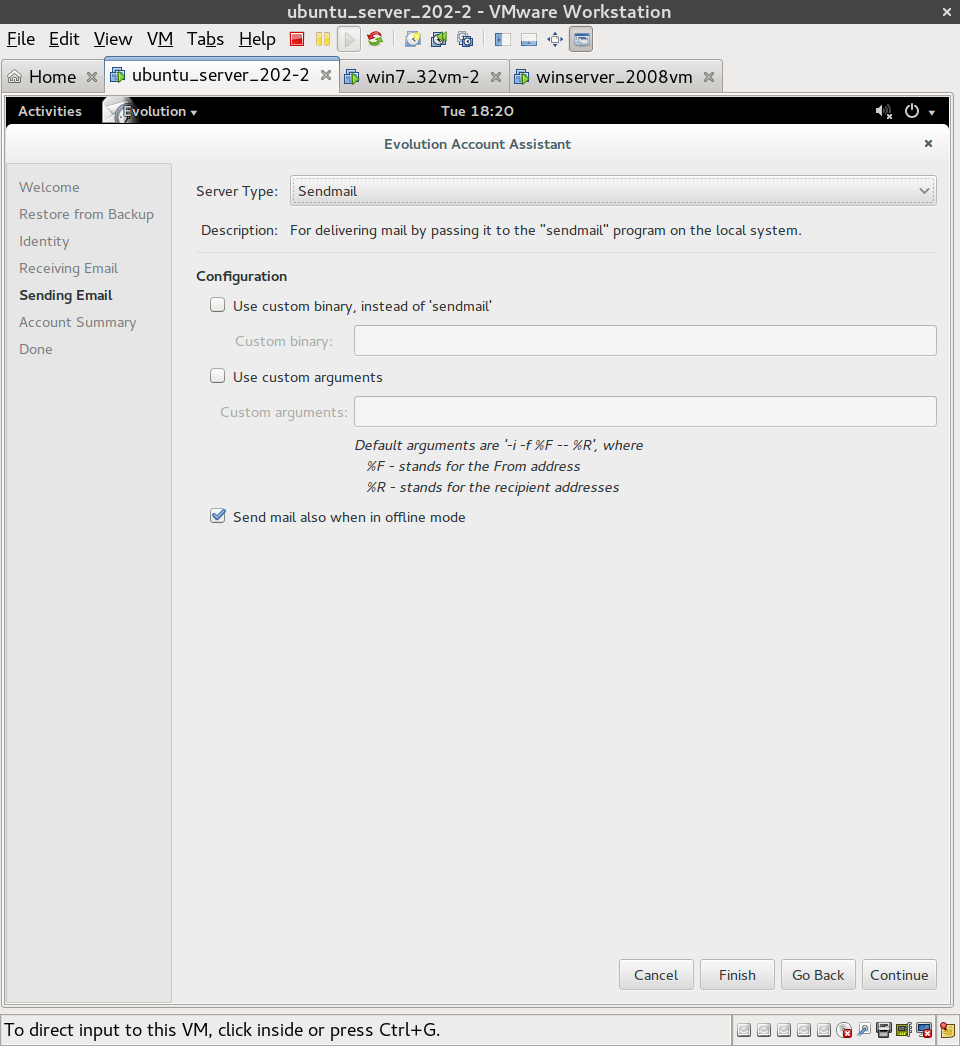 ubuntu_server_202-2 - VMware Workstation
File Edit View VM Tabs Help
Home ubuntu_server_202-2 win7_32vm-2 winserver_2008vm
Activities Evolution Tue 18:20
Evolution Account Assistant
Welcome
Restore from Backup
Identity
Receiving Email
Sending Email
Account Summary
Done
Server Type: Sendmail
Description: For delivering mail by passing it to the "sendmail" program on the local system.
Configuration
Use custom binary, instead of 'sendmail'
Custom binary:
Use custom arguments
Custom arguments:
Default arguments are '-i -f %F -- %R', where
%F - stands for the From address
%R - stands for the recipient addresses
Send mail also when in offline mode
Cancel Finish Go Back Continue
To direct input to this VM, click inside or press Ctrl+G.